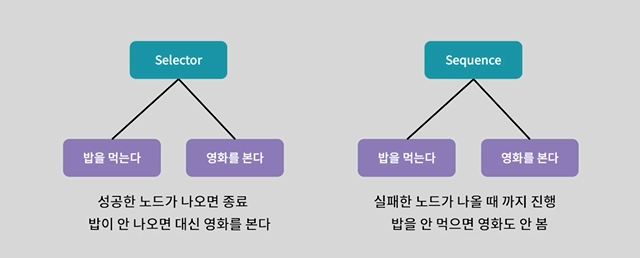 Selector
밥을 먹는다
영화를 본다
성공한 노드가 나오면 종료
밥이 안 나오면 대신 영화를 본다
Sequence
밥을 먹는다
영화를 본다
실패한 노드가 나올 때 까지 진행
밥을 안 먹으면 영화도 안 봄